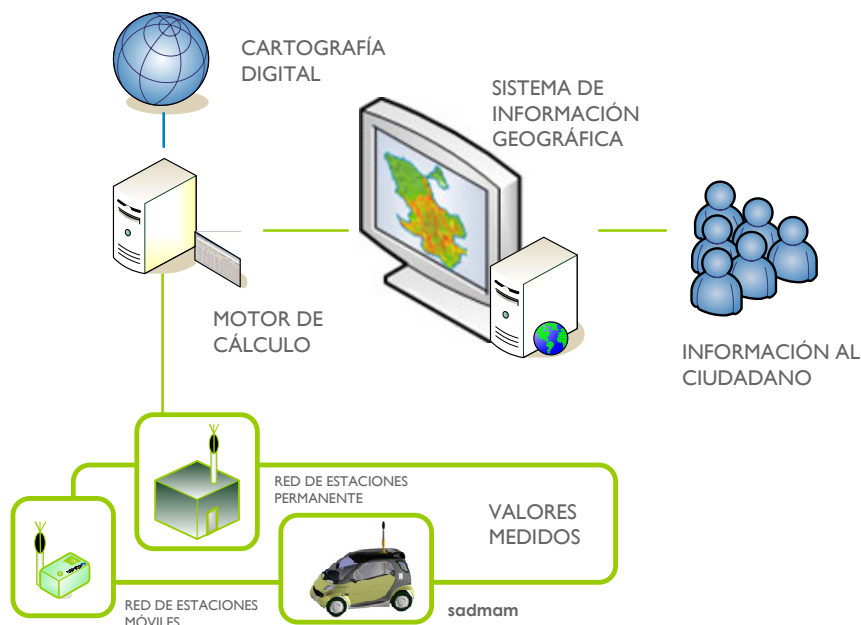 CARTOGRAFÍA
DIGITAL
SISTEMA DE
INFORMACIÓN
GEOGRÁFICA
MOTOR DE
CÁLCULO
INFORMACIÓN AL
CIUDADANO
RED DE ESTACIONES
PERMANENTE
VALORES
MEDIDOS
RED DE ESTACIONES
MÓVILES
sadmam